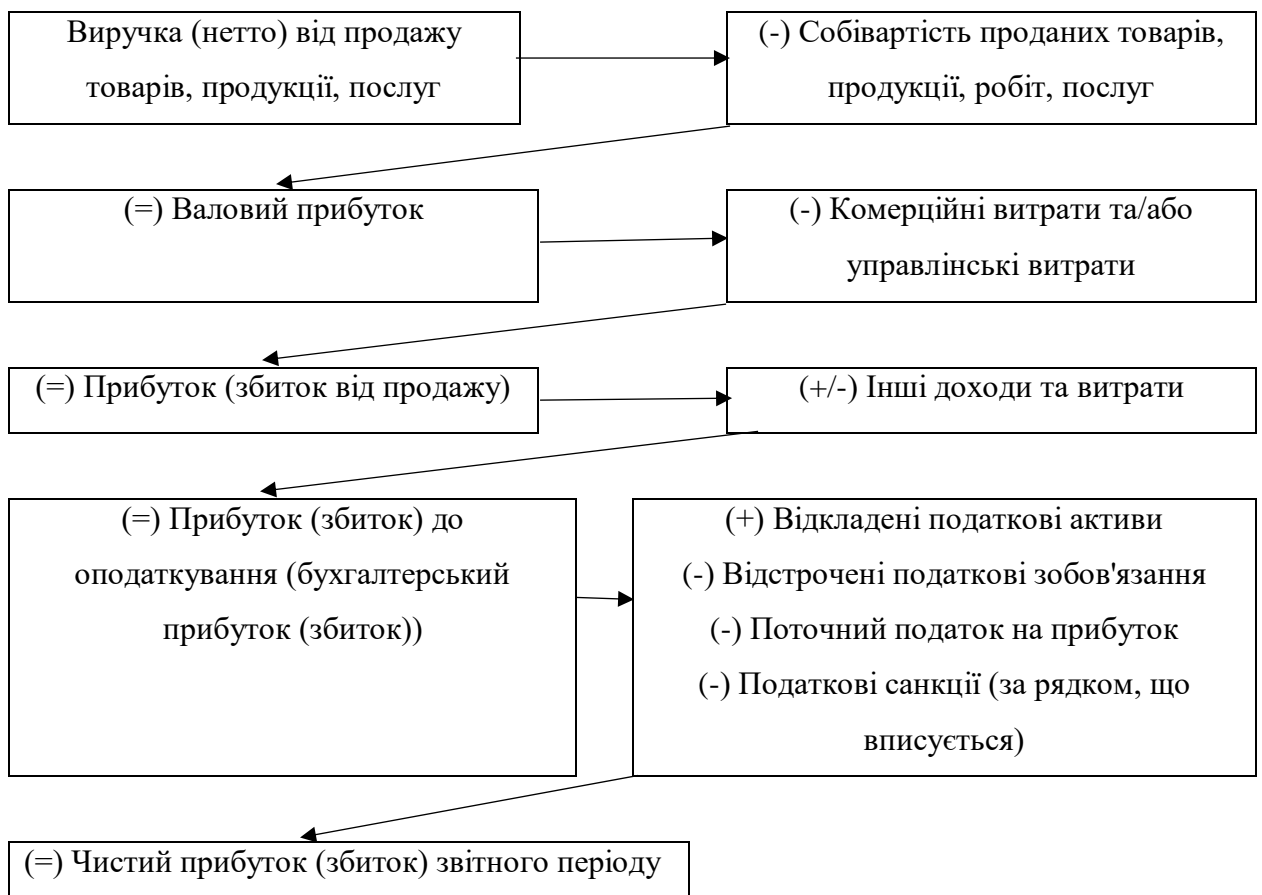 Виручка (нетто) від продажу
товарів, продукції, послуг
(-) Собівартість проданих товарів,
продукції, робіт, послуг
(=) Валовий прибуток
(-) Комерційні витрати та/або
управлінські витрати
(=) Прибуток (збиток від продажу)
(+/-) Інші доходи та витрати
(=) Прибуток (збиток) до
оподаткування (бухгалтерський
прибуток (збиток))
(+) Відкладені податкові активи
(-) Відстрочені податкові зобов'язання
(-) Поточний податок на прибуток
(-) Податкові санкції (за рядком, що
вписується)
(=) Чистий прибуток (збиток) звітного періоду